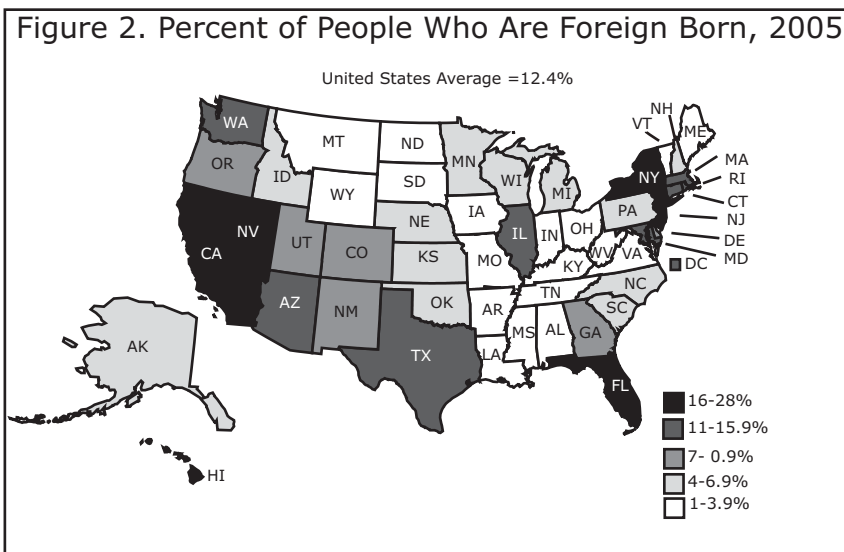 Figure 2. Percent of People Who Are Foreign Born, 2005
United States Average =12.4%
WA
MT
ND
MN
VT
NH
ME
OR
ID
WY
SD
WI
MI
NY
MA
RI
CT
NJ
DE
MD
DC
NV
CA
UT
CO
NE
KS
IA
IL
IN
OH
PA
MO
KY
WV
VA
AZ
NM
OK
AR
TN
NC
SC
TX
LA
MS
AL
GA
FL
AK
HI
16-28%
11-15.9%
7- 0.9%
4-6.9%
1-3.9%